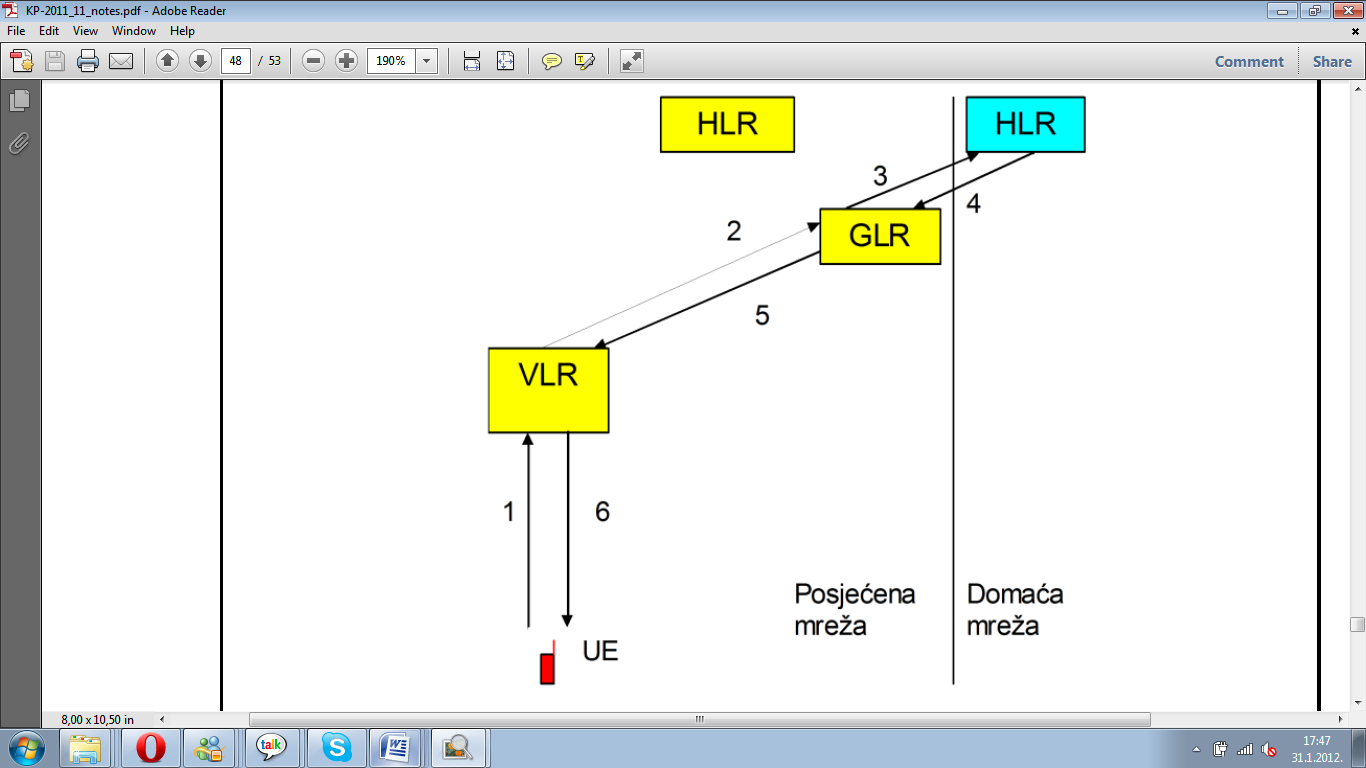 KP-2011_11_notes.pdf - Adobe Reader
File Edit View Window Help
48 / 53 190% Comment Share
HLR HLR
3
4
2 GLR
5
VLR
1 6
Posjećena Domaća
mreža mreža
UE
8,00 x 10,50 in
talk
17:47
31.1.2012.